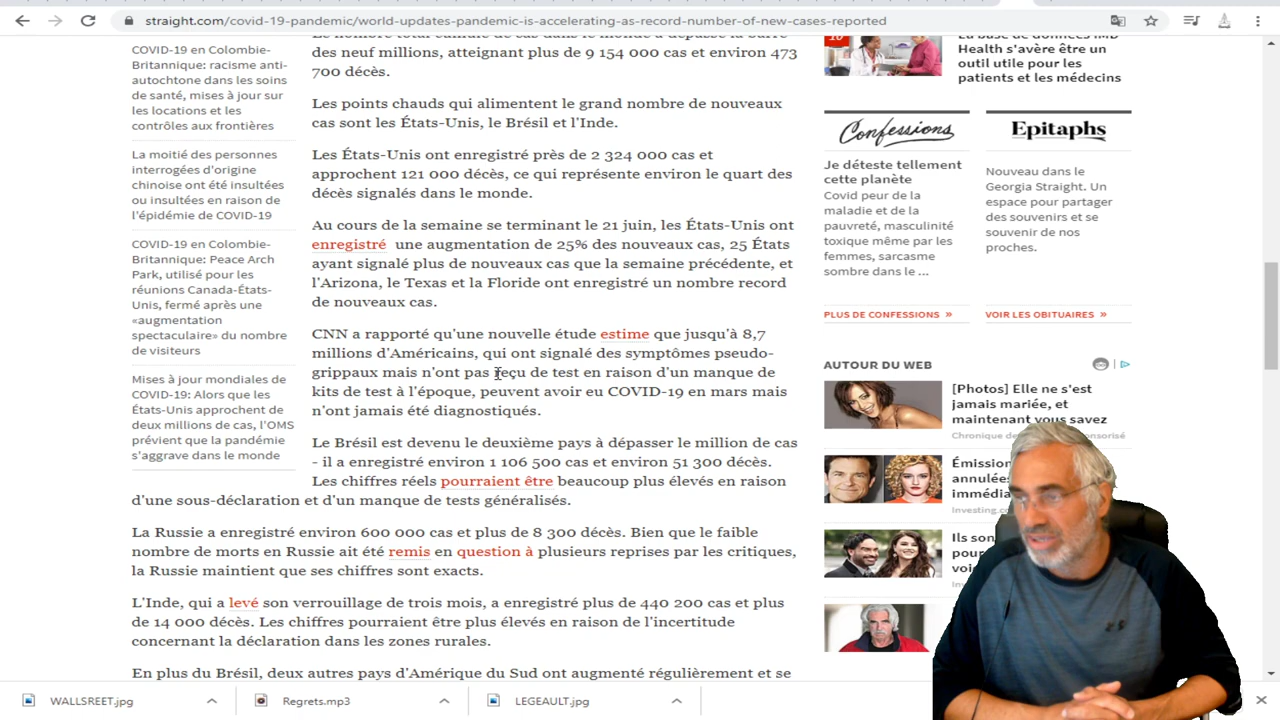 straight.com/covid-19-pandemic/world-updates-pandemic-is-accelerating-as-record-number-of-new-cases-reported
COVID-19 en Colombie-
Britannique: racisme anti-
autochtone dans les soins
de santé, mises à jour sur
les locations et les
contrôles aux frontières
La moitié des personnes
interrogées d'origine
chinoise ont été insultées
ou insultées en raison de
l'épidémie de COVID-19
COVID-19 en Colombie-
Britannique: Peace Arch
Park, utilisé pour les
réunions Canada-États-
Unis, fermé après une
«augmentation
spectaculaire» du nombre
de visiteurs
Mises à jour mondiales de
COVID-19: Alors que les
États-Unis approchent de
deux millions de cas, l'OMS
prévient que la pandémie
s'aggrave dans le monde
des neuf millions, atteignant plus de 9 154 000 cas et environ 473
700 décès.
Les points chauds qui alimentent le grand nombre de nouveaux
cas sont les États-Unis, le Brésil et l'Inde.
Les États-Unis ont enregistré près de 2 324 000 cas et
approchent 121 000 décès, ce qui représente environ le quart des
décès signalés dans le monde.
Au cours de la semaine se terminant le 21 juin, les États-Unis ont
enregistré une augmentation de 25% des nouveaux cas, 25 États
ayant signalé plus de nouveaux cas que la semaine précédente, et
l'Arizona, le Texas et la Floride ont enregistré un nombre record
de nouveaux cas.
CNN a rapporté qu'une nouvelle étude estime que jusqu'à 8,7
millions d'Américains, qui ont signalé des symptômes pseudo-
grippaux mais n'ont pas reçu de test en raison d'un manque de
kits de test à l'époque, peuvent avoir eu COVID-19 en mars mais
n'ont jamais été diagnostiqués.
Le Brésil est devenu le deuxième pays à dépasser le million de cas
- il a enregistré environ 1 106 500 cas et environ 51 300 décès.
Les chiffres réels pourraient être beaucoup plus élevés en raison
d'une sous-déclaration et d'un manque de tests généralisés.
La Russie a enregistré environ 600 000 cas et plus de 8 300 décès. Bien que le faible
nombre de morts en Russie ait été remis en question à plusieurs reprises par les critiques,
la Russie maintient que ses chiffres sont exacts.
L'Inde, qui a levé son verrouillage de trois mois, a enregistré plus de 440 200 cas et plus
de 14 000 décès. Les chiffres pourraient être plus élevés en raison de l'incertitude
concernant la déclaration dans les zones rurales.
En plus du Brésil, deux autres pays d'Amérique du Sud ont augmenté régulièrement et se
La base de données IMD
Health s'avère être un
outil utile pour les
patients et les médecins
Confessions
Je déteste tellement
cette planète
Covid peur de la
maladie et de la
pauvreté, masculinité
toxique même par les
femmes, sarcasme
sombre dans le ...
PLUS DE CONFESSIONS »
Epitaphs
Nouveau dans le
Georgia Straight. Un
espace pour partager
des souvenirs et se
souvenir de nos
proches.
VOIR LES OBITUAIRES »
AUTOUR DU WEB
[Photos] Elle ne s'est
jamais mariée, et
maintenant vous savez
Chronique
Émission
annulées
immédia
Investing.co
Ils son
pour
voi
Inv
WALLSREET.jpg
Regrets.mp3
LEGEAULT.jpg